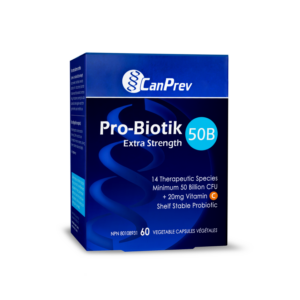 CanPrev
Pro-Biotik
50B
Extra Strength
14 Therapeutic Species
Minimum 50 Billion CFU
+ 20mg Vitamin C
Shelf Stable Probiotic
60 VEGETABLE CAPSULES VÉGÉTALES